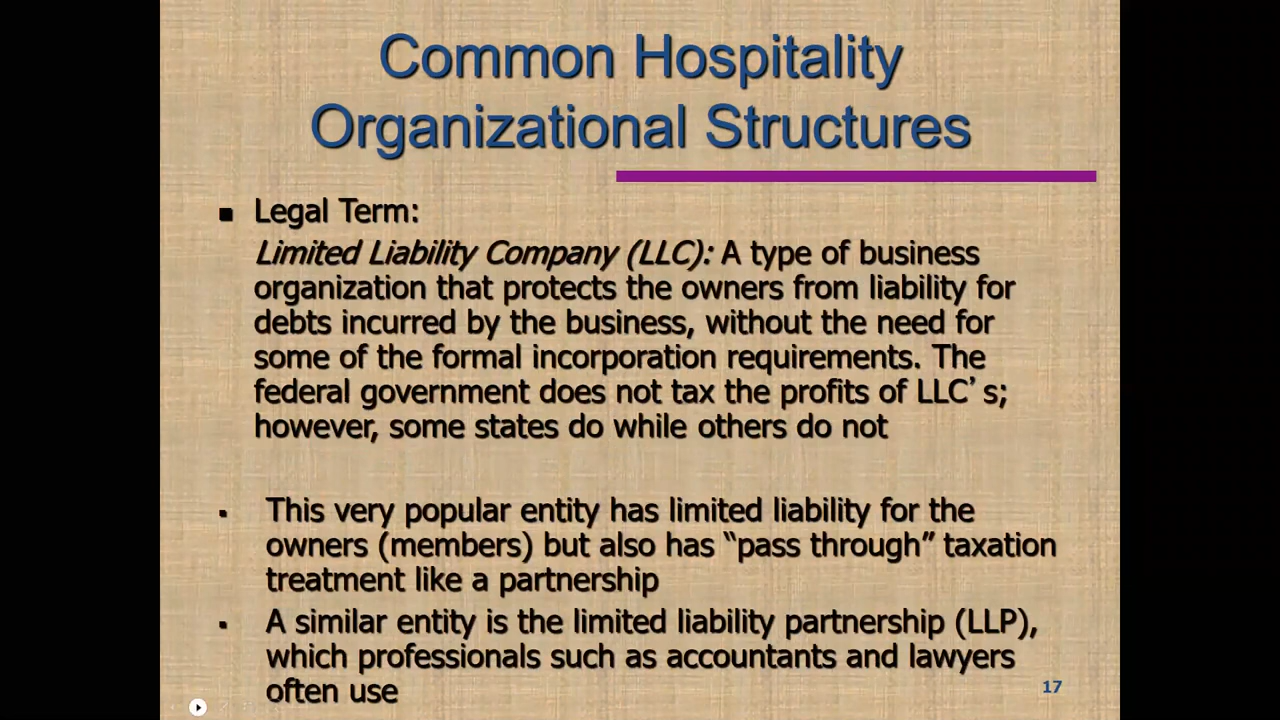 Common Hospitality
Organizational Structures
Legal Term:
Limited Liability Company (LLC): A type of business
organization that protects the owners from liability for
debts incurred by the business, without the need for
some of the formal incorporation requirements. The
federal government does not tax the profits of LLC’s;
however, some states do while others do not
This very popular entity has limited liability for the
owners (members) but also has “pass through” taxation
treatment like a partnership
A similar entity is the limited liability partnership (LLP),
which professionals such as accountants and lawyers
often use
17